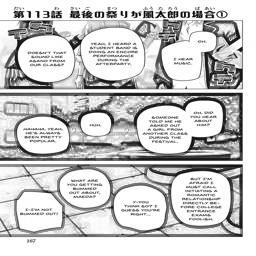 第113話 最後の祭りが風太郎の場合①
OH.
I HEAR
MUSIC.
YEAH, I HEARD A
STUDENT BAND IS
DOING AN ENCORE
PERFORMANCE
DURING THE
AFTERPARTY.
DOESN'T THAT
SOUND LIKE
A BAND FROM
OUR CLASS?
OH, DID
YOU HEAR
ABOUT
HIM?
SOMEONE
TOLD ME HE
ASKED OUT
A GIRL FROM
ANOTHER CLASS
DURING THE
FESTIVAL.
HUH.
HAHAHA, YEAH,
HE'S ALWAYS
BEEN PRETTY
POPULAR.
BUT I'M
AFRAID I
MUST CALL
INITIATING A
ROMANTIC
RELATIONSHIP
DIRECTLY BE-
FORE COLLEGE
ENTRANCE
EXAMS
FOOLISH.
Y-YOU
THINK SO? I
GUESS YOU'RE
RIGHT...
WHAT ARE
YOU GETTING
BUMMED
OUT ABOUT,
MAEDA?
I-I'M NOT
BUMMED OUT!
107